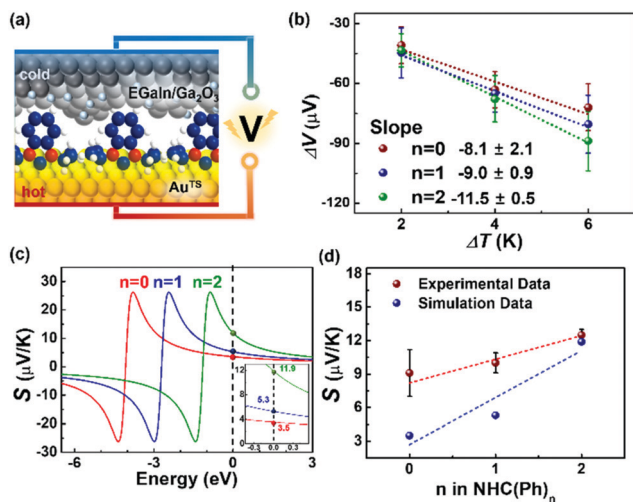 (a)
cold
EGaIn/Ga₂O₃
V
hot
Auᵀˢ
(b)
ΔV (μV)
-30
-60
-90
-120
Slope
n=0 -8.1 ± 2.1
n=1 -9.0 ± 0.9
n=2 -11.5 ± 0.5
2 4 6
ΔT (K)
(c)
S (μV/K)
30
20
10
0
-10
-20
-30
n=0 n=1 n=2
12
8
4
0
11.9
5.3
3.5
-0.3 0.0 0.3
-6 -3 0 3
Energy (eV)
(d)
S (μV/K)
18
15
12
9
6
3
Experimental Data
Simulation Data
0 1 2
n in NHC(Ph)ₙ